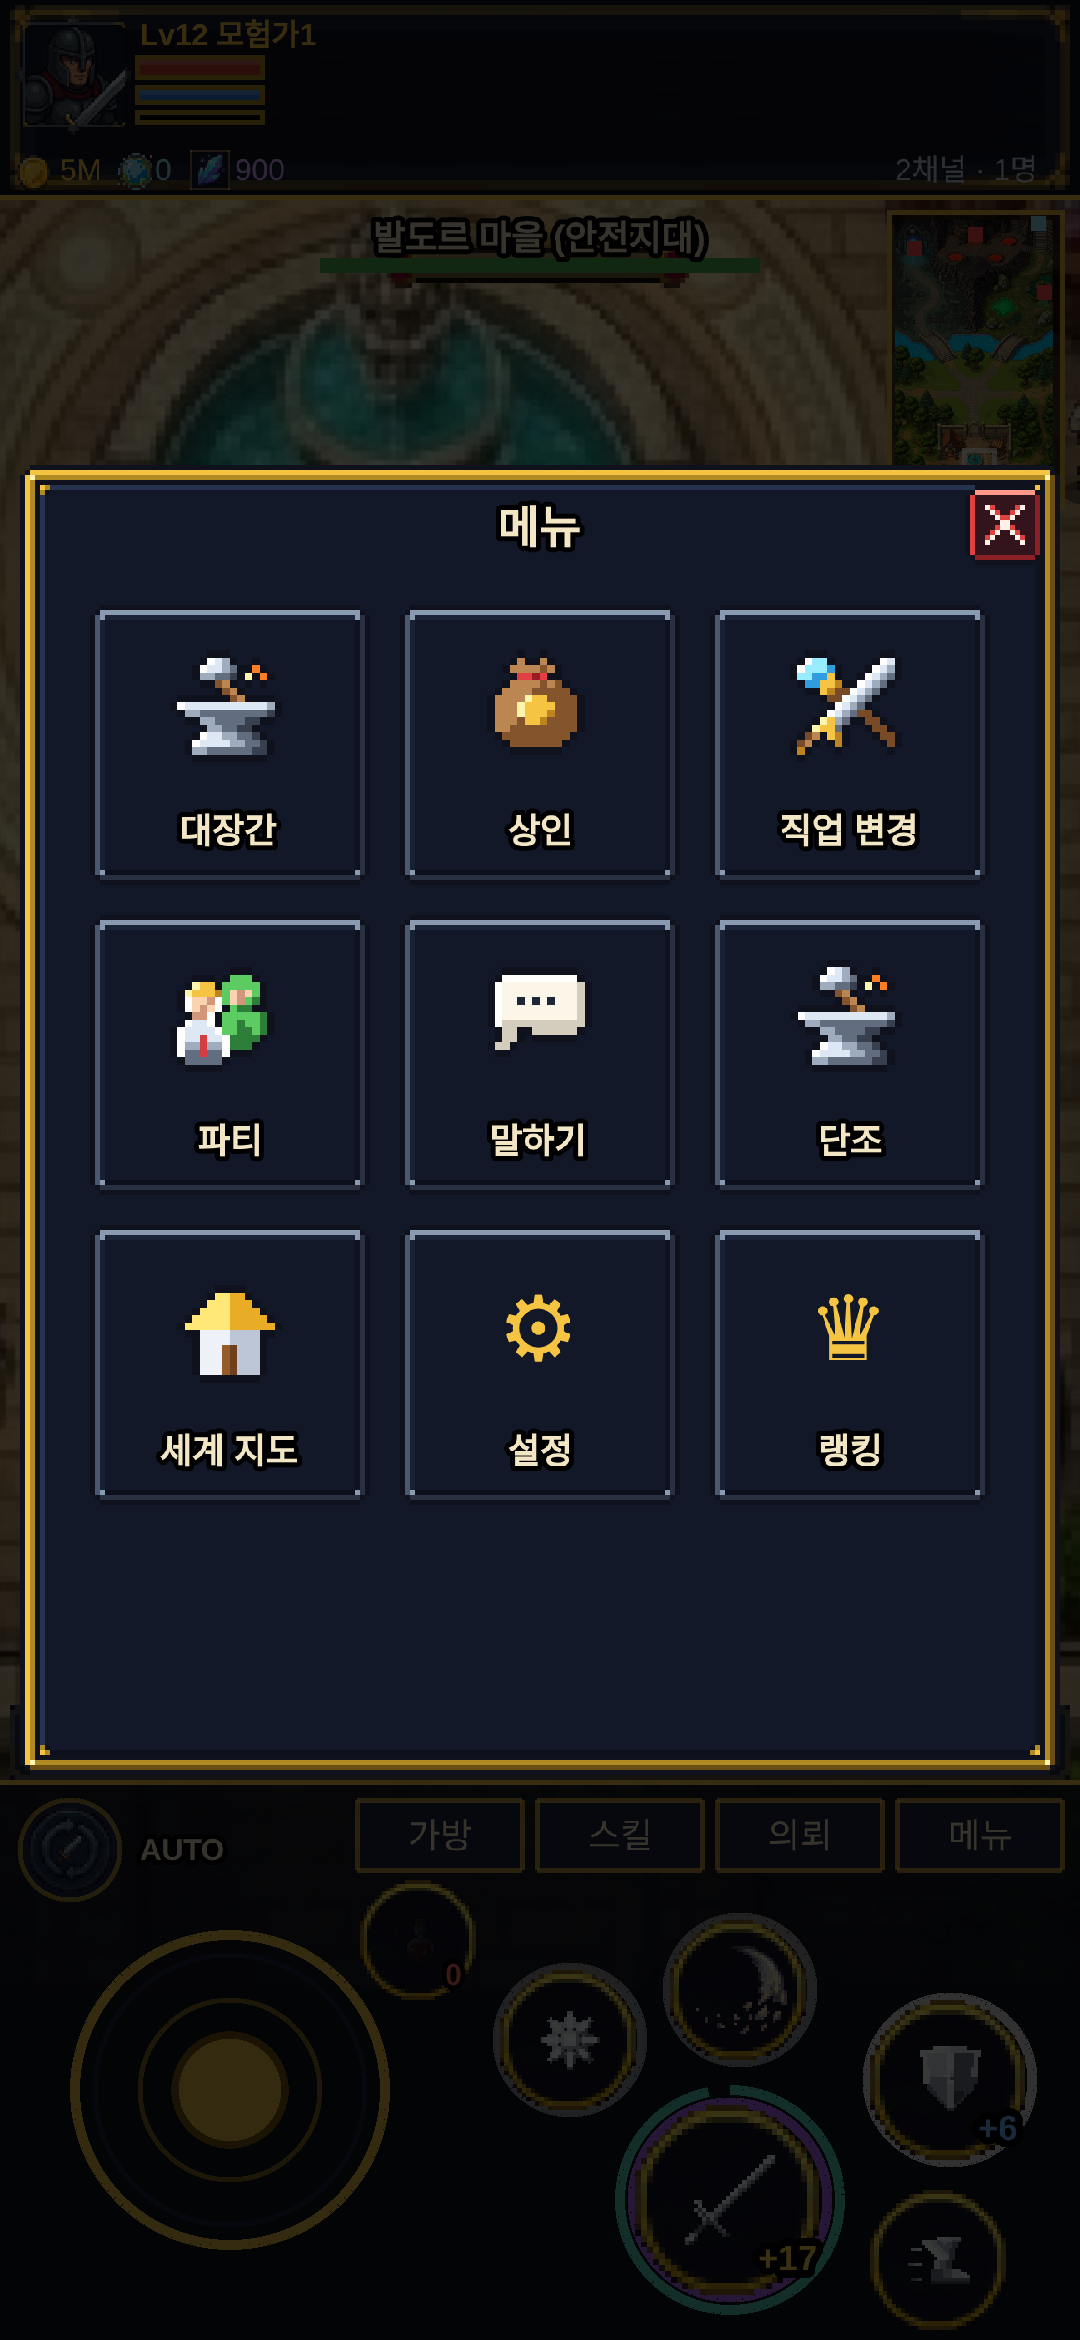 Lv12 모험가1
5M 0 900 2채널 · 1명
발도르 마을 (안전지대)
메뉴
대장간 상인 직업 변경
파티 말하기 단조
세계 지도 설정 랭킹
AUTO 가방 스킬 의뢰 메뉴
0
+6
+17